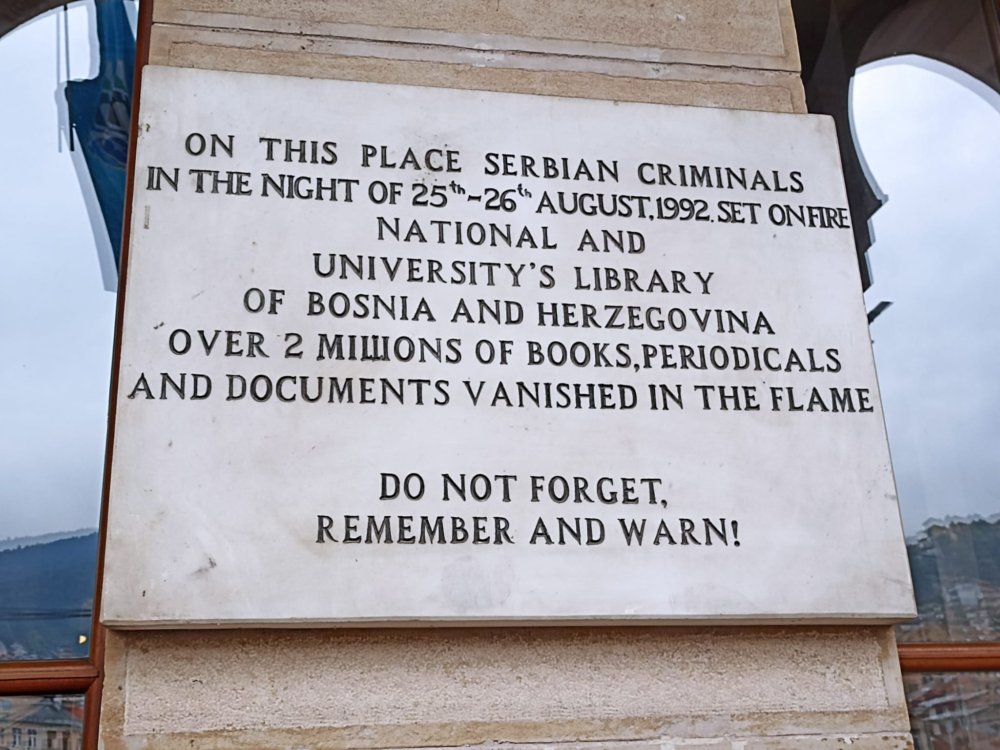 ON THIS PLACE SERBIAN CRIMINALS
IN THE NIGHT OF 25th-26th AUGUST, 1992. SET ON FIRE
NATIONAL AND
UNIVERSITY'S LIBRARY
OF BOSNIA AND HERZEGOVINA
OVER 2 MILLIONS OF BOOKS, PERIODICALS
AND DOCUMENTS VANISHED IN THE FLAME
DO NOT FORGET,
REMEMBER AND WARN!